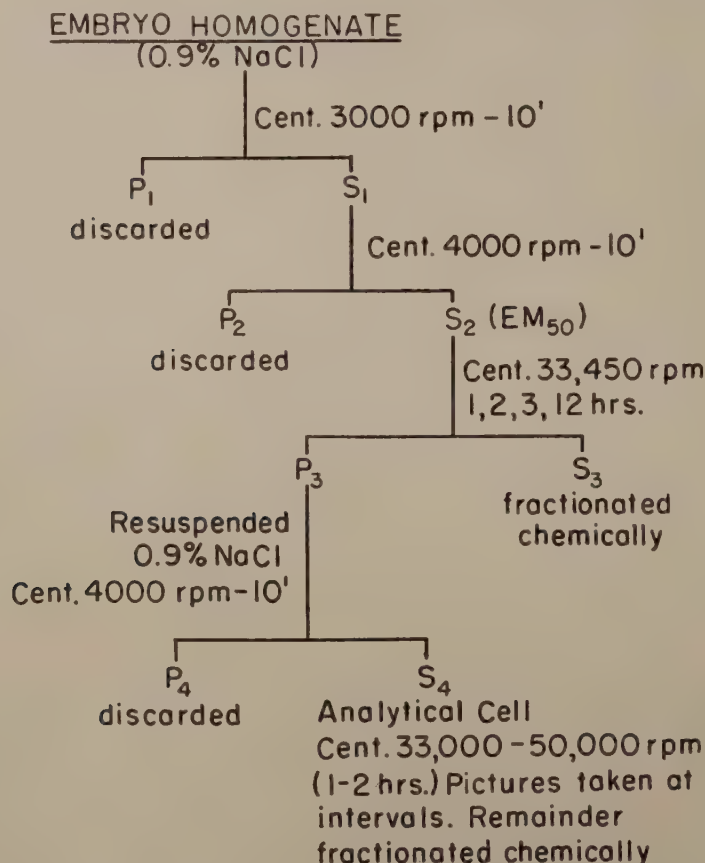 EMBRYO HOMOGENATE
(0.9% NaCl)
Cent. 3000 rpm - 10'
P₁
S₁
discarded
Cent. 4000 rpm - 10'
P₂
S₂ (EM₅₀)
discarded
Cent. 33,450 rpm
1, 2, 3, 12 hrs.
P₃
S₃
fractionated
chemically
Resuspended
0.9% NaCl
Cent. 4000 rpm - 10'
P₄
S₄
discarded
Analytical Cell
Cent. 33,000 - 50,000 rpm
(1-2 hrs.) Pictures taken at
intervals. Remainder
fractionated chemically